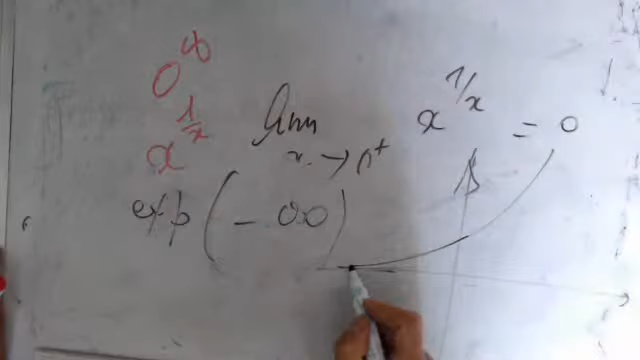 0^∞
x^{1/x}
lim x→0⁺ x^{1/x} = 0
exp(-∞)